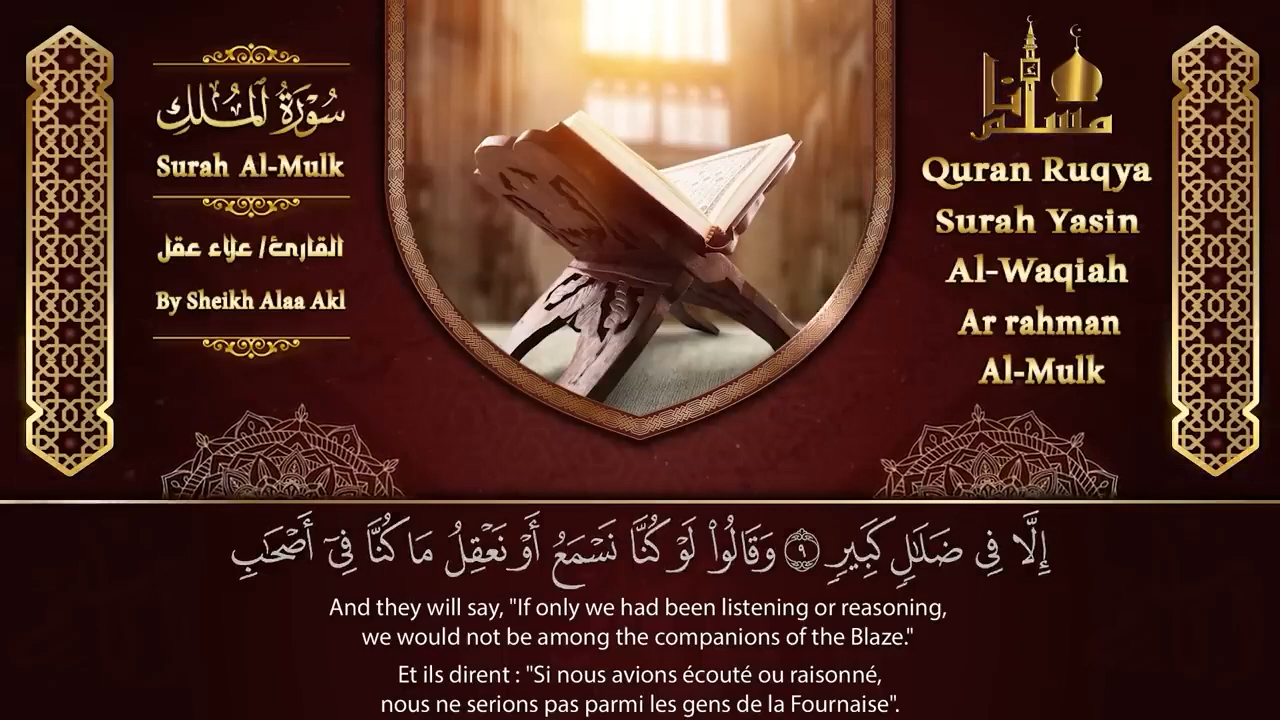 سُورَةُ الْمُلْكِ
Surah Al-Mulk
القارئ/ علاء عقل
By Sheikh Alaa Akl
مسلم أنا
Quran Ruqya
Surah Yasin
Al-Waqiah
Ar rahman
Al-Mulk
إِلَّا فِي ضَلَٰلٖ كَبِيرٖ ٩ وَقَالُواْ لَوۡ كُنَّا نَسۡمَعُ أَوۡ نَعۡقِلُ مَا كُنَّا فِيٓ أَصۡحَٰبِ
And they will say, "If only we had been listening or reasoning,
we would not be among the companions of the Blaze."
Et ils dirent : "Si nous avions écouté ou raisonné,
nous ne serions pas parmi les gens de la Fournaise".